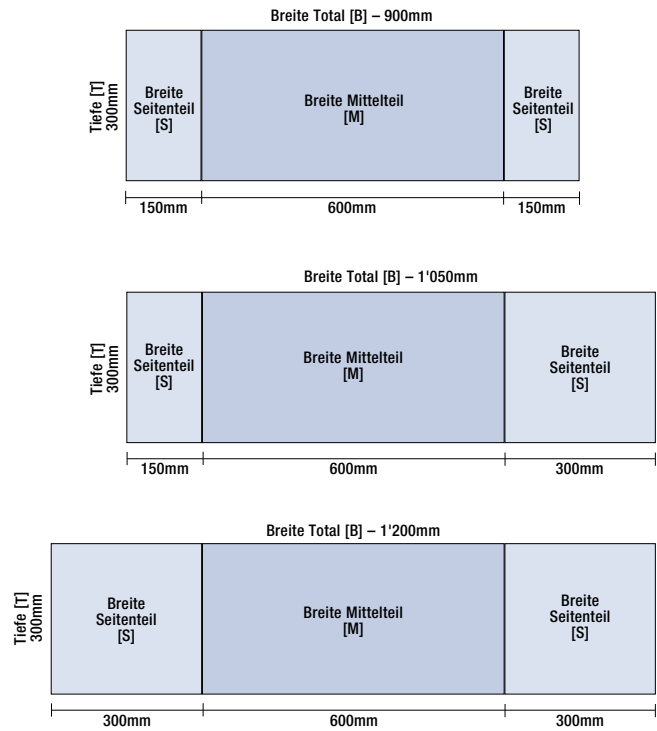 Breite Total [B] – 900mm
Tiefe [T]
300mm
Breite
Seitenteil
[S]
Breite Mittelteil
[M]
Breite
Seitenteil
[S]
150mm
600mm
150mm
Breite Total [B] – 1'050mm
Tiefe [T]
300mm
Breite
Seitenteil
[S]
Breite Mittelteil
[M]
Breite
Seitenteil
[S]
150mm
600mm
300mm
Breite Total [B] – 1'200mm
Tiefe [T]
300mm
Breite
Seitenteil
[S]
Breite Mittelteil
[M]
Breite
Seitenteil
[S]
300mm
600mm
300mm